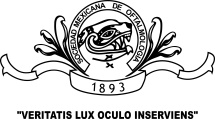 SOCIEDAD MEXICANA DE OFTALMOLOGIA
1893
"VERITATIS LUX OCULO INSERVIENS"